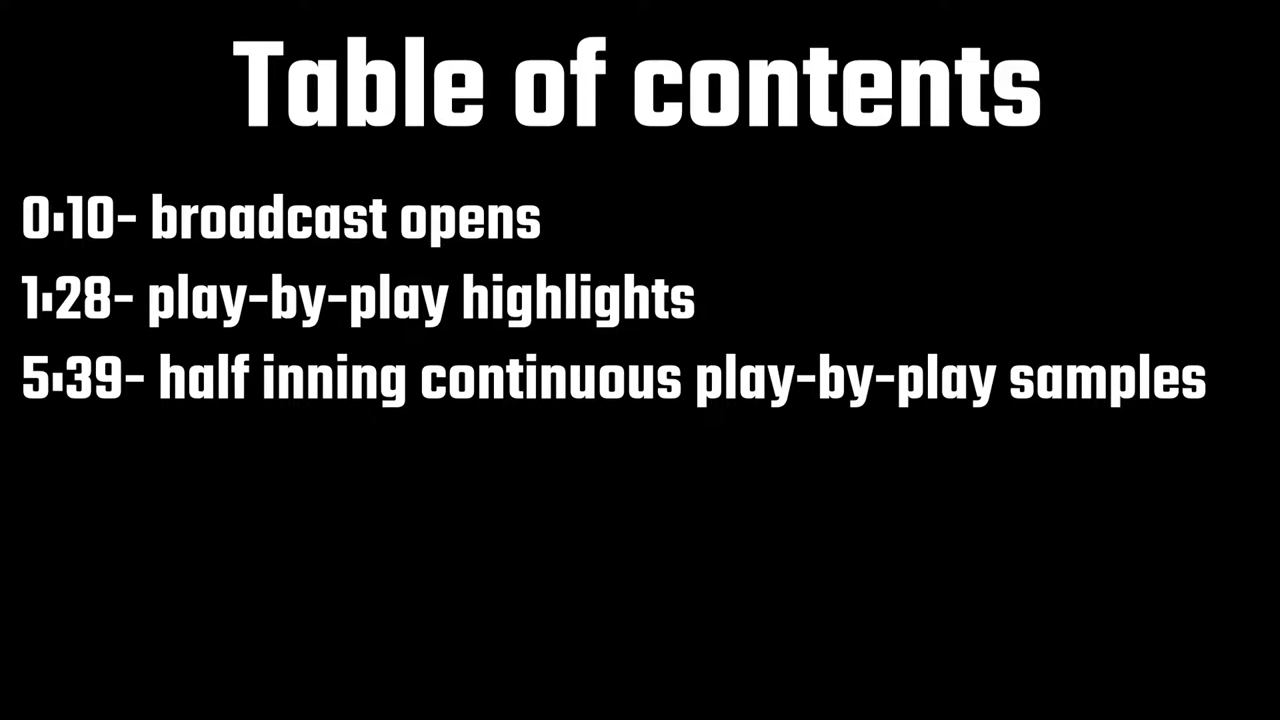 Table of contents
0:10- broadcast opens
1:28- play-by-play highlights
5:39- half inning continuous play-by-play samples